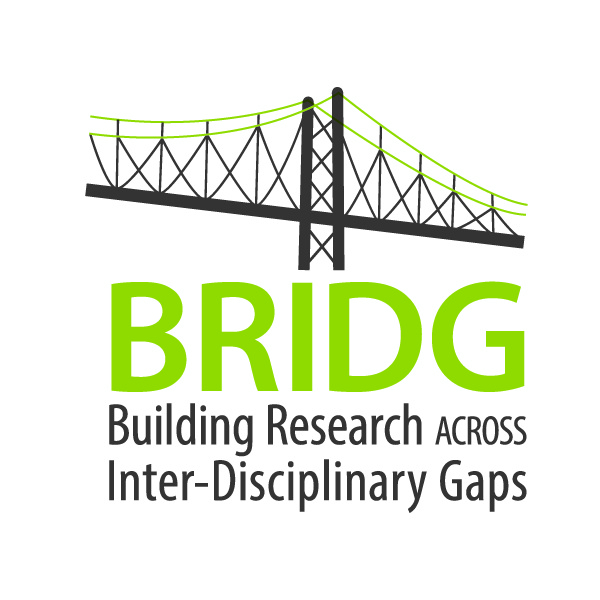 BRIDG
Building Research ACROSS
Inter-Disciplinary Gaps